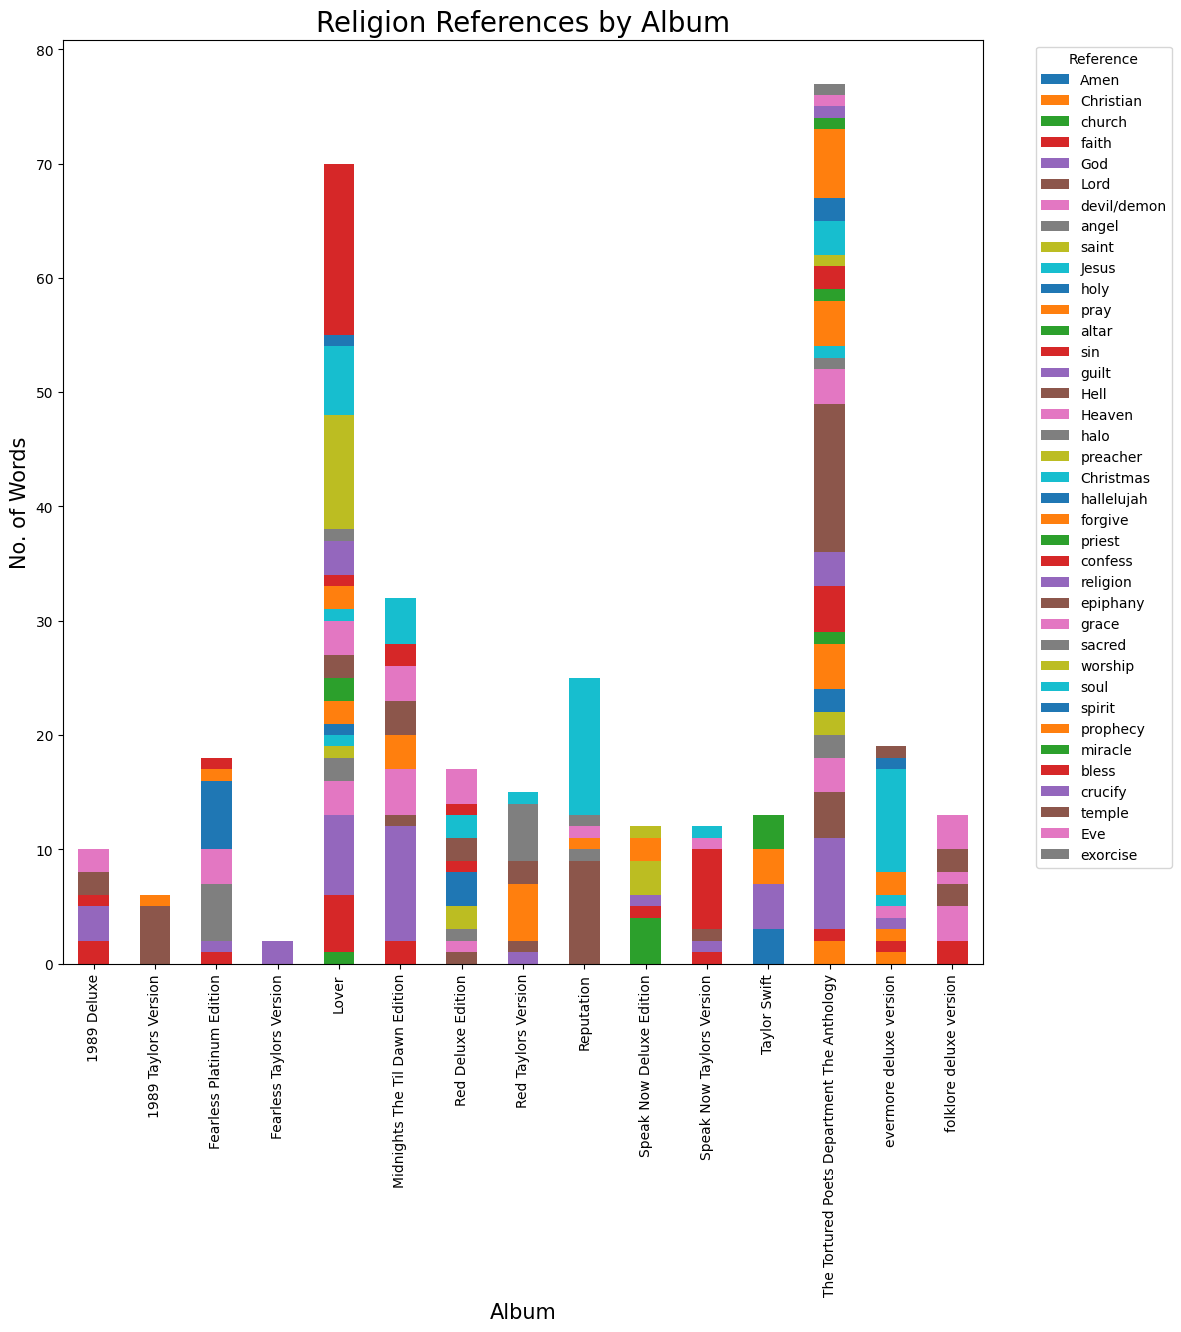 Religion References by Album
No. of Words
80
70
60
50
40
30
20
10
0
1989 Deluxe
1989 Taylors Version
Fearless Platinum Edition
Fearless Taylors Version
Lover
Midnights The Til Dawn Edition
Red Deluxe Edition
Red Taylors Version
Reputation
Speak Now Deluxe Edition
Speak Now Taylors Version
Taylor Swift
The Tortured Poets Department The Anthology
evermore deluxe version
folklore deluxe version
Album
Reference
Amen
Christian
church
faith
God
Lord
devil/demon
angel
saint
Jesus
holy
pray
altar
sin
guilt
Hell
Heaven
halo
preacher
Christmas
hallelujah
forgive
priest
confess
religion
epiphany
grace
sacred
worship
soul
spirit
prophecy
miracle
bless
crucify
temple
Eve
exorcise